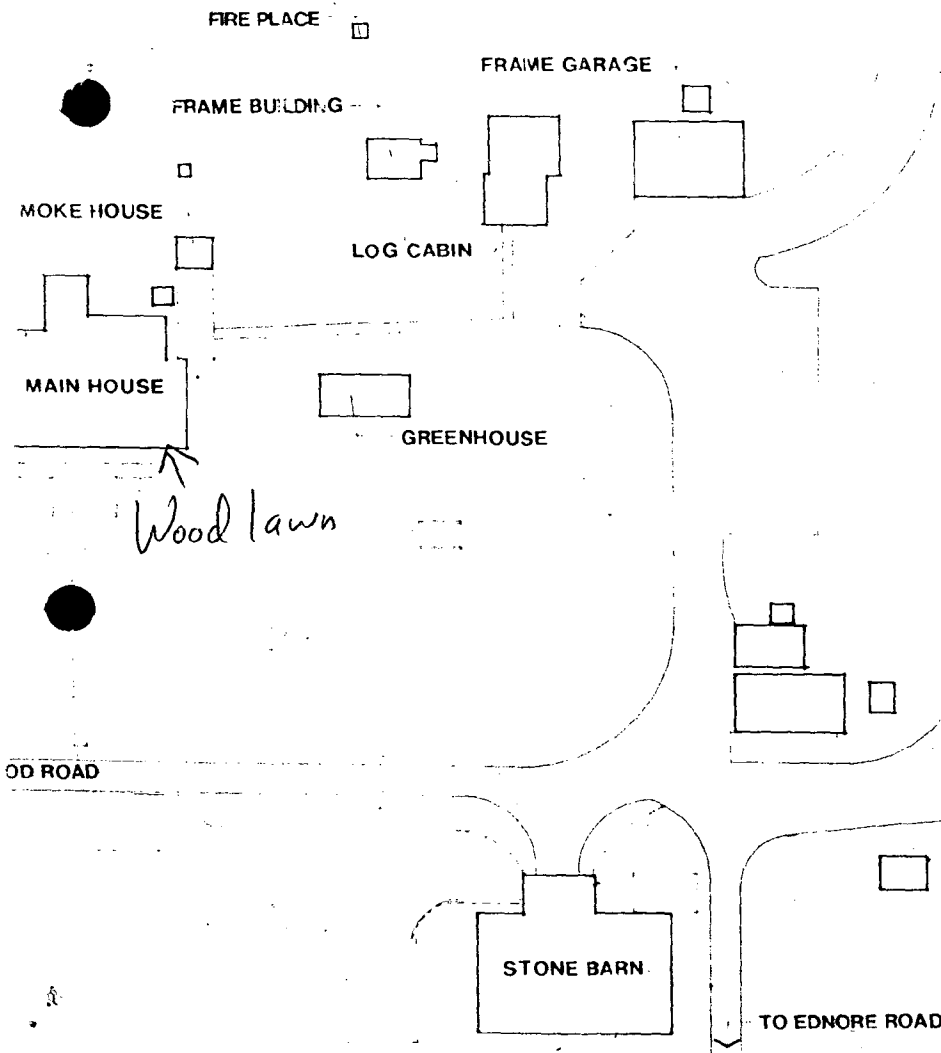 FIRE PLACE
FRAME GARAGE
FRAME BUILDING
MOKE HOUSE
LOG CABIN
MAIN HOUSE
GREENHOUSE
Wood lawn
OD ROAD
STONE BARN
TO EDNORE ROAD